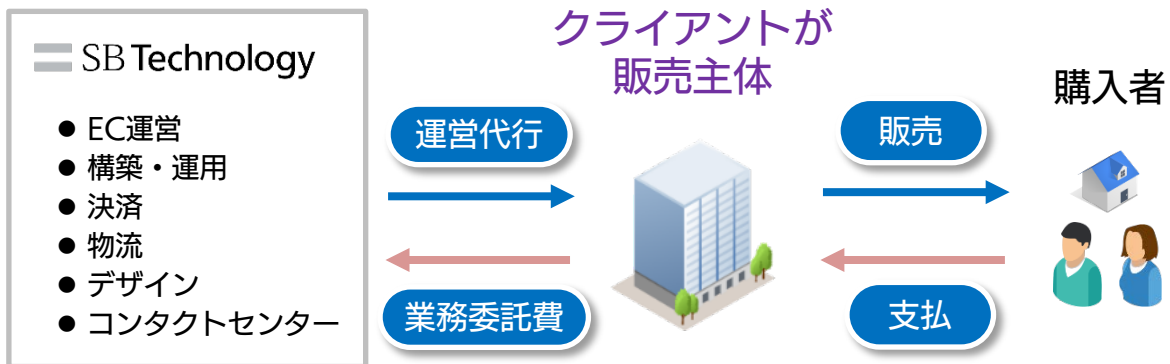 SB Technology
● EC運営
● 構築・運用
● 決済
● 物流
● デザイン
● コンタクトセンター
運営代行
業務委託費
クライアントが
販売主体
販売
支払
購入者